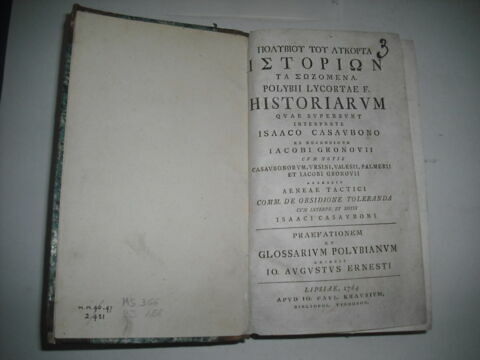 3
ΠΟΛΥΒΙΟΥ ΤΟΥ ΛΥΚΟΡΤΑ
ΙΣΤΟΡΙΩΝ
ΤΑ ΣΩΖΟΜΕΝΑ.
POLYBII LYCORTAE F.
HISTORIARVM
QVAE SVPERSVNT
INTERPRETE
ISAACO CASAVBONO
EX RECENSIONE
IACOBI GRONOVII
CVM NOTIS
CASAVBONORVM, VRSINI, VALESII, PALMERII
ET IACOBI GRONOVII
ACCESSIT
AENEAE TACTICI
COMM. DE OBSIDIONE TOLERANDA
CVM INTERPR. ET NOTIS
ISAACI CASAVBONI
PRAEFATIONEM
ET
GLOSSARIVM POLYBIANVM
ADIECIT
IO. AVGVSTVS ERNESTI
LIPSIAE, 1764
APVD IO. PAVL. KRAVSIVM,
BIBLIOPOL. VINDOBON.
MS 366
2.421